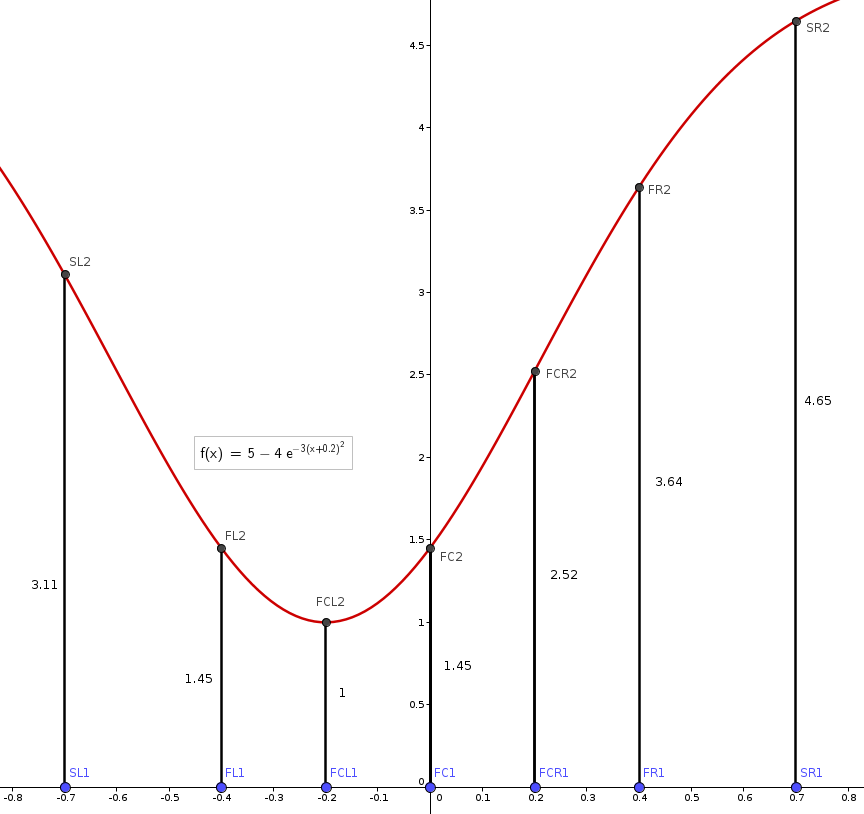 SR2
4.5
4
FR2
3.5
SL2
3
FCR2
2.5
4.65
f(x) = 5 − 4 e^{−3(x+0.2)^2}
2
3.64
FL2
1.5
FC2
2.52
3.11
FCL2
1
1.45
1.45
1
0.5
SL1 FL1 FCL1 FC1 FCR1 FR1 SR1
0
-0.8 -0.7 -0.6 -0.5 -0.4 -0.3 -0.2 -0.1 0 0.1 0.2 0.3 0.4 0.5 0.6 0.7 0.8